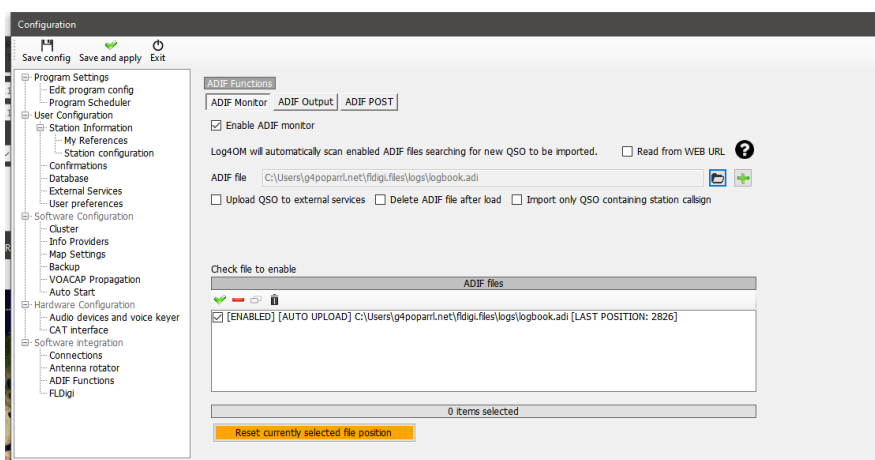 Configuration
Save config Save and apply Exit
Program Settings
Edit program config
Program Scheduler
User Configuration
Station Information
My References
Station configuration
Confirmations
Database
External Services
User preferences
Software Configuration
Cluster
Info Providers
Map Settings
Backup
VOACAP Propagation
Auto Start
Hardware Configuration
Audio devices and voice keyer
CAT interface
Software integration
Connections
Antenna rotator
ADIF Functions
FLDigi
ADIF Functions
ADIF Monitor ADIF Output ADIF POST
Enable ADIF monitor
Log4OM will automatically scan enabled ADIF files searching for new QSO to be imported. Read from WEB URL ?
ADIF file C:\Users\g4poparrl.net\fldigi.files\logs\logbook.adi
Upload QSO to external services Delete ADIF file after load Import only QSO containing station callsign
Check file to enable
ADIF files
[ENABLED] [AUTO UPLOAD] C:\Users\g4poparrl.net\fldigi.files\logs\logbook.adi [LAST POSITION: 2826]
0 items selected
Reset currently selected file position